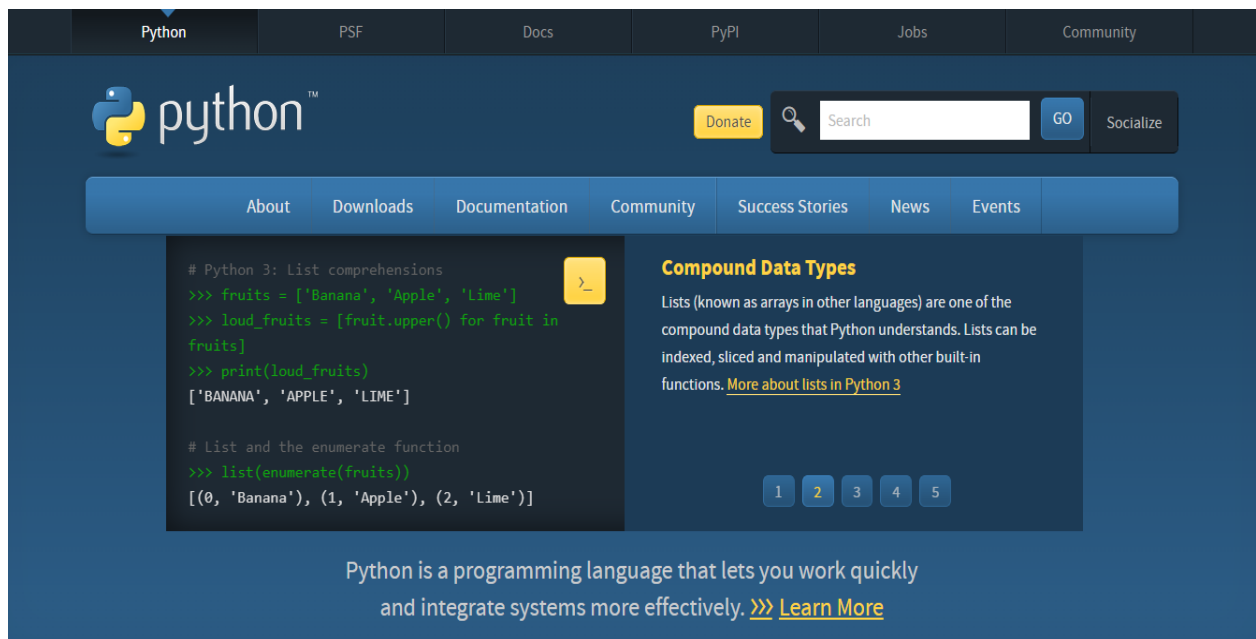 Python PSF Docs PyPI Jobs Community
python™
Donate Search GO Socialize
About Downloads Documentation Community Success Stories News Events
# Python 3: List comprehensions
>>> fruits = ['Banana', 'Apple', 'Lime']
>>> loud_fruits = [fruit.upper() for fruit in
fruits]
>>> print(loud_fruits)
['BANANA', 'APPLE', 'LIME']
# List and the enumerate function
>>> list(enumerate(fruits))
[(0, 'Banana'), (1, 'Apple'), (2, 'Lime')]
>_
Compound Data Types
Lists (known as arrays in other languages) are one of the
compound data types that Python understands. Lists can be
indexed, sliced and manipulated with other built-in
functions. More about lists in Python 3
1 2 3 4 5
Python is a programming language that lets you work quickly
and integrate systems more effectively. >>> Learn More